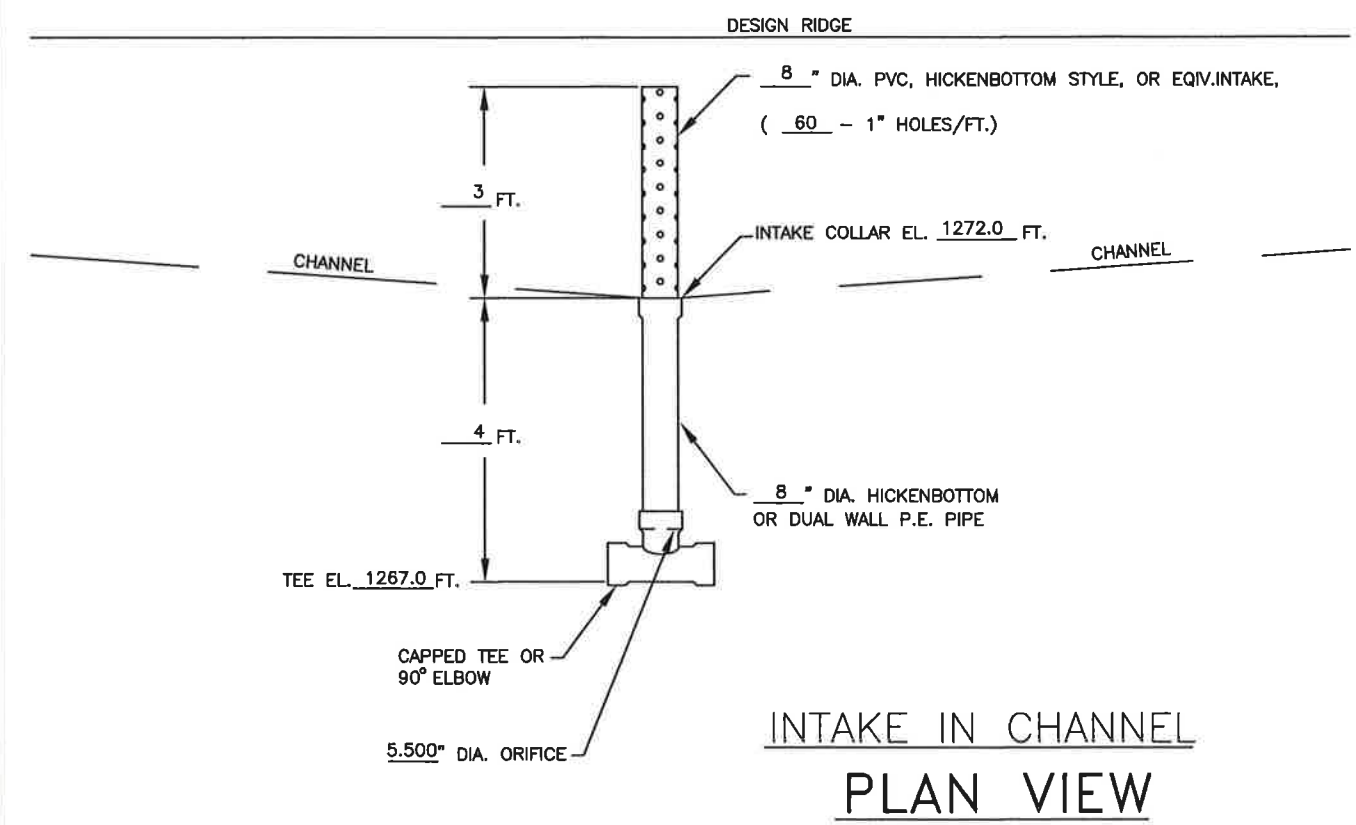 DESIGN RIDGE
8 " DIA. PVC, HICKENBOTTOM STYLE, OR EQIV.INTAKE,
( 60 - 1" HOLES/FT.)
3 FT.
INTAKE COLLAR EL. 1272.0 FT.
CHANNEL
CHANNEL
4 FT.
8 " DIA. HICKENBOTTOM
OR DUAL WALL P.E. PIPE
TEE EL. 1267.0 FT.
CAPPED TEE OR
90° ELBOW
5.500" DIA. ORIFICE
INTAKE IN CHANNEL
PLAN VIEW